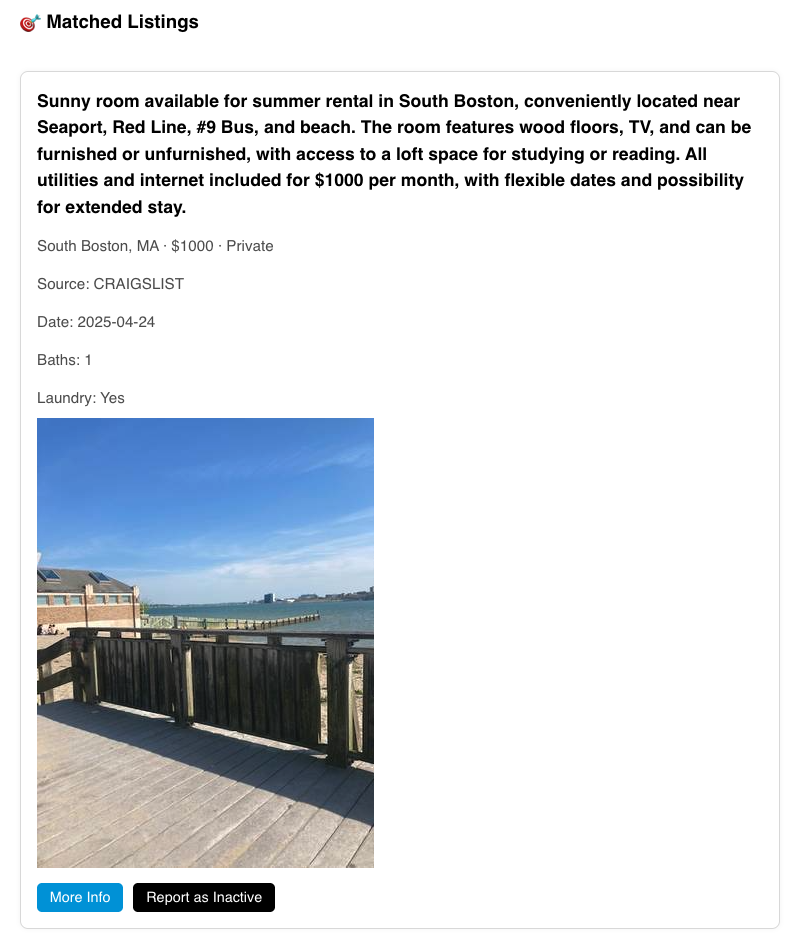 🎯 Matched Listings
Sunny room available for summer rental in South Boston, conveniently located near
Seaport, Red Line, #9 Bus, and beach. The room features wood floors, TV, and can be
furnished or unfurnished, with access to a loft space for studying or reading. All
utilities and internet included for $1000 per month, with flexible dates and possibility
for extended stay.
South Boston, MA · $1000 · Private
Source: CRAIGSLIST
Date: 2025-04-24
Baths: 1
Laundry: Yes
More Info
Report as Inactive